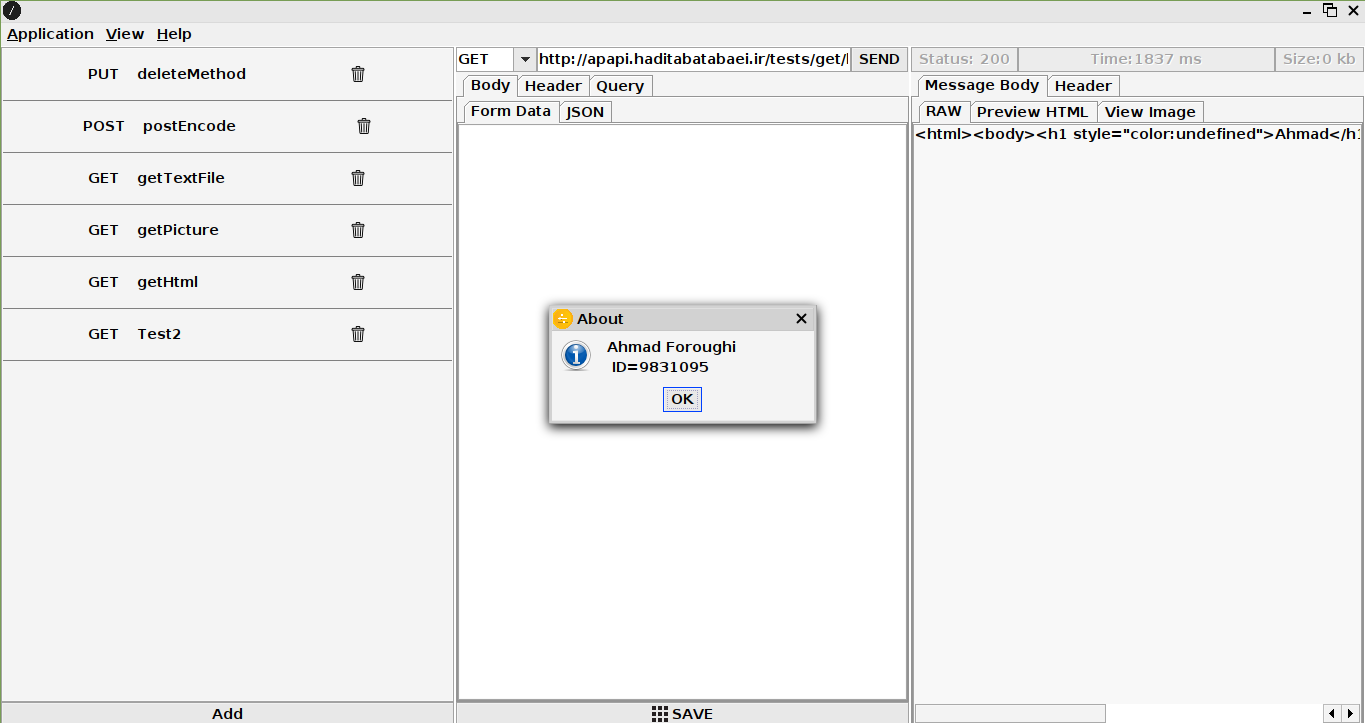 Application View Help
PUT deleteMethod
POST postEncode
GET getTextFile
GET getPicture
GET getHtml
GET Test2
Add
GET http://apapi.haditabatabaei.ir/tests/get/ SEND
Body Header Query
Form Data JSON
About
Ahmad Foroughi
ID=9831095
OK
SAVE
Status: 200 Time:1837 ms Size:0 kb
Message Body Header
RAW Preview HTML View Image
<html><body><h1 style="color:undefined">Ahmad</h1